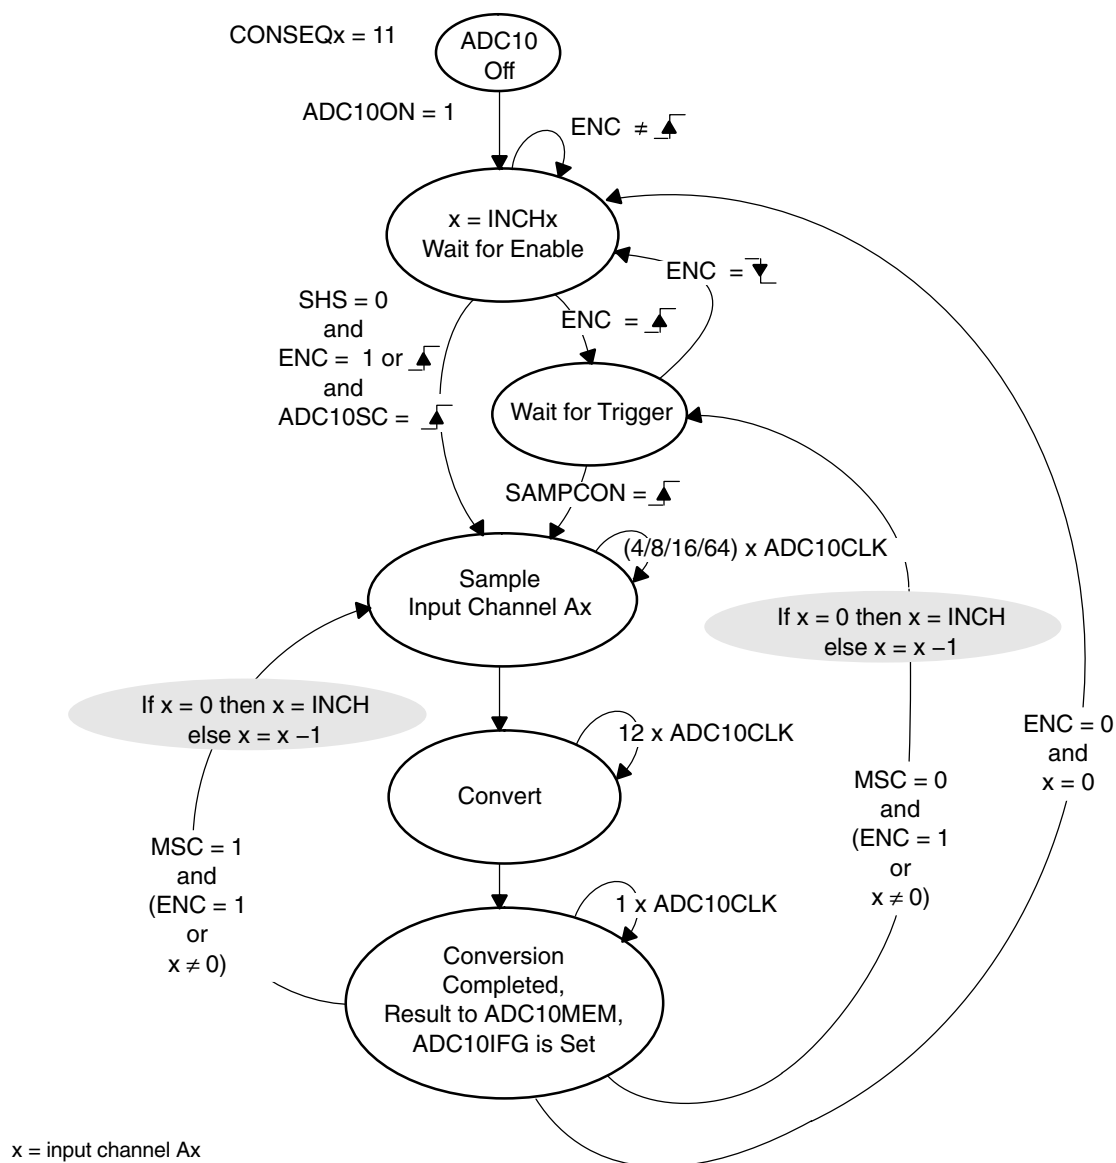 CONSEQx = 11
ADC10
Off
ADC10ON = 1
ENC ≠
x = INCHx
Wait for Enable
ENC =
SHS = 0
and
ENC = 1 or
and
ADC10SC =
ENC =
Wait for Trigger
SAMPCON =
(4/8/16/64) x ADC10CLK
Sample
Input Channel Ax
If x = 0 then x = INCH
else x = x −1
If x = 0 then x = INCH
else x = x −1
12 x ADC10CLK
Convert
ENC = 0
and
x = 0
MSC = 0
and
(ENC = 1
or
x ≠ 0)
MSC = 1
and
(ENC = 1
or
x ≠ 0)
1 x ADC10CLK
Conversion
Completed,
Result to ADC10MEM,
ADC10IFG is Set
x = input channel Ax